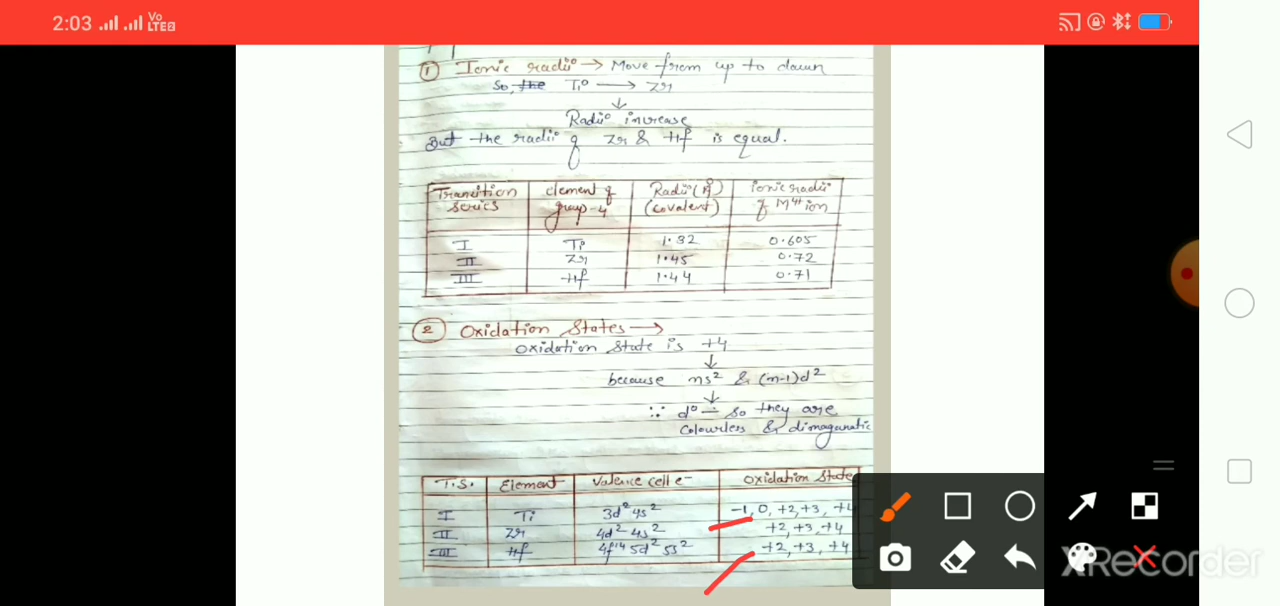 2:03 VoLTE2
① Ionic radii → Move from up to down
So, the Ti → Zr
↓
Radii increase
But the radii of Zr & Hf is equal.
Transition series | element of group-4 | Radii (Å) (covalent) | ionic radii of M⁴⁺ ion
I | Ti | 1.32 | 0.605
II | Zr | 1.45 | 0.72
III | Hf | 1.44 | 0.71
② Oxidation States →
Oxidation State is +4
↓
because ns² & (n-1)d²
↓
∵ d⁰ – so they are
colourless & dimaganatic
T.S. | Element | Valence cell e- | Oxidation State
I | Ti | 3d² 4s² | -1, 0, +2, +3, +4
II | Zr | 4d² 4s² | +2, +3, +4
III | Hf | 4f¹⁴ 5d² 5s² | +2, +3, +4
XRecorder